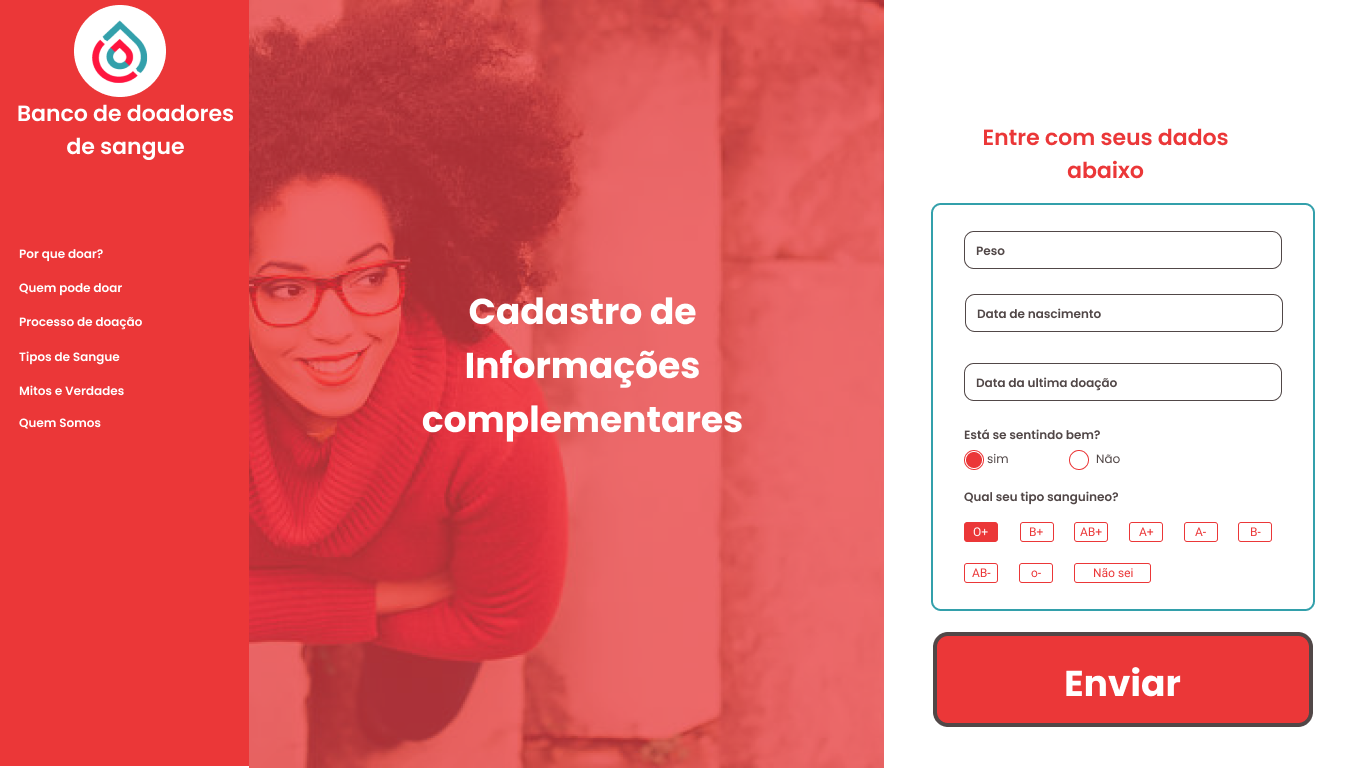 Banco de doadores
de sangue
Por que doar?
Quem pode doar
Processo de doação
Tipos de Sangue
Mitos e Verdades
Quem Somos
Cadastro de
Informações
complementares
Entre com seus dados
abaixo
Peso
Data de nascimento
Data da ultima doação
Está se sentindo bem?
sim Não
Qual seu tipo sanguineo?
O+ B+ AB+ A+ A- B-
AB- o- Não sei
Enviar